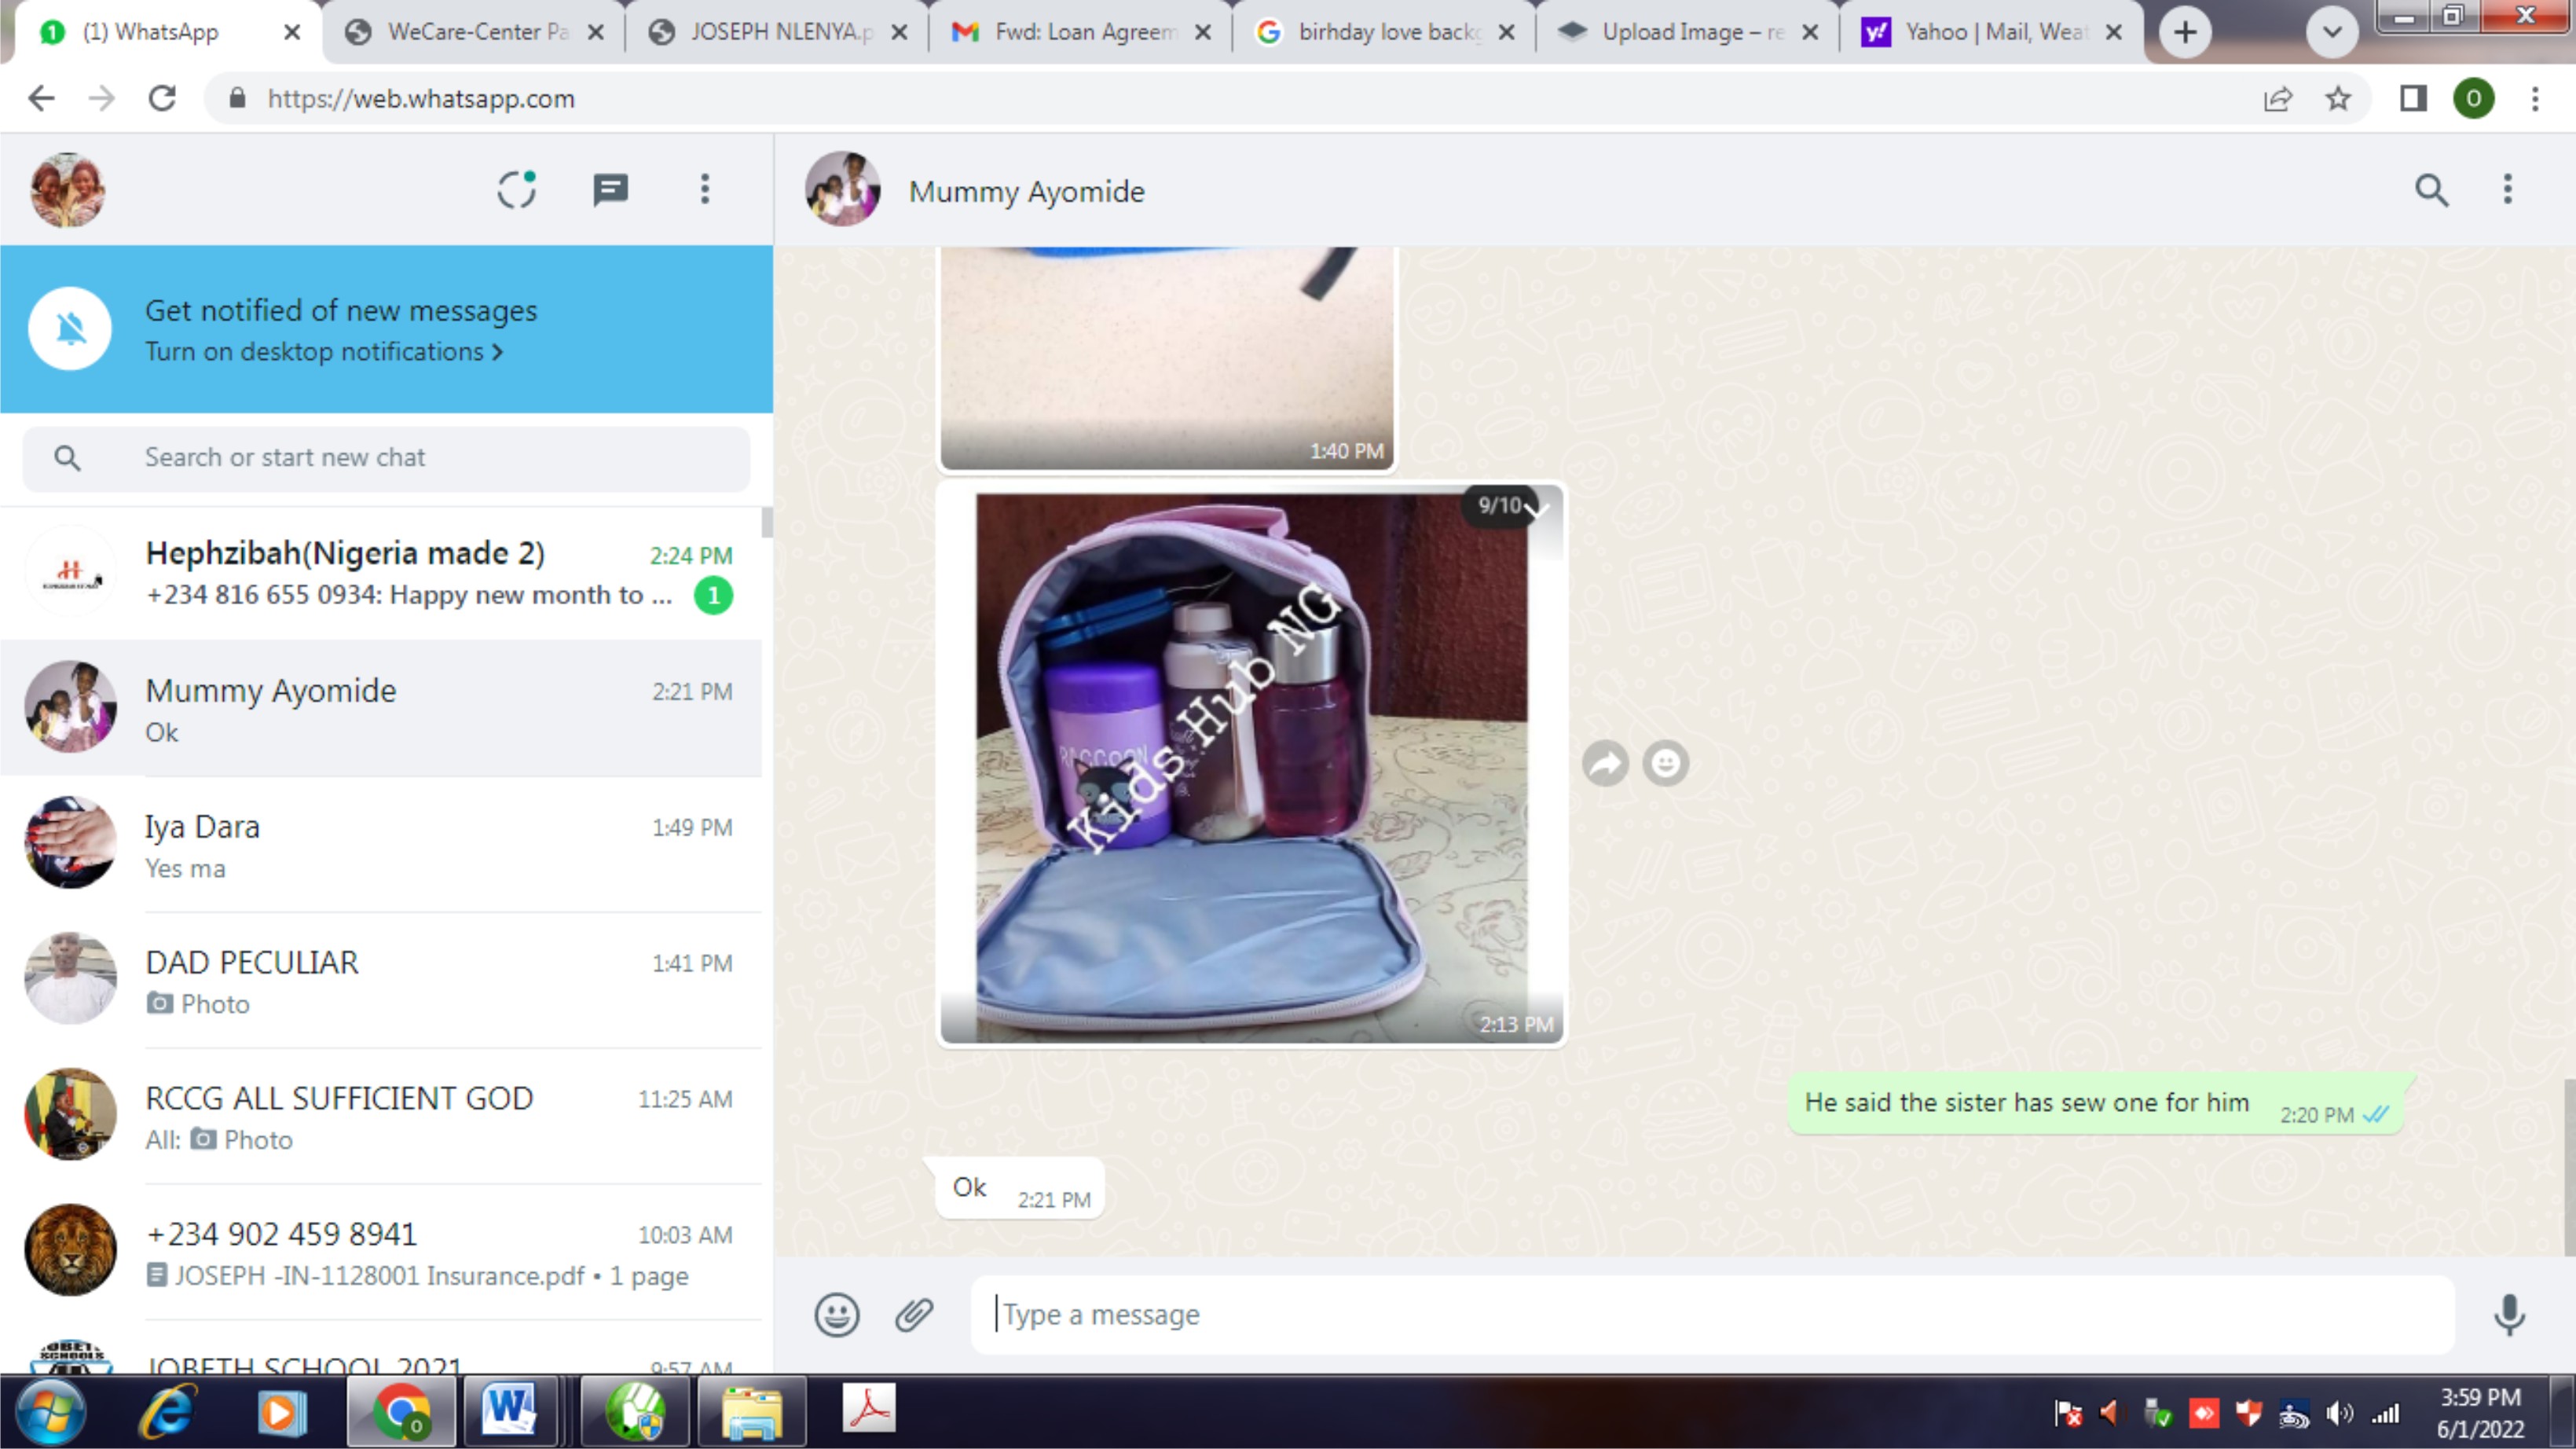 (1) WhatsApp
WeCare-Center Pa
JOSEPH NLENYA.p
Fwd: Loan Agreem
birhday love backg
Upload Image – re
Yahoo | Mail, Weat
https://web.whatsapp.com
O
Mummy Ayomide
Get notified of new messages
Turn on desktop notifications >
Search or start new chat
Hephzibah(Nigeria made 2) 2:24 PM
+234 816 655 0934: Happy new month to ... 1
Mummy Ayomide 2:21 PM
Ok
Iya Dara 1:49 PM
Yes ma
DAD PECULIAR 1:41 PM
Photo
RCCG ALL SUFFICIENT GOD 11:25 AM
All: Photo
+234 902 459 8941 10:03 AM
JOSEPH -IN-1128001 Insurance.pdf • 1 page
JOBETH SCHOOL 2021 9:57 AM
1:40 PM
9/10
Kids Hub NG
RACCOON
2:13 PM
He said the sister has sew one for him 2:20 PM
Ok 2:21 PM
Type a message
3:59 PM
6/1/2022